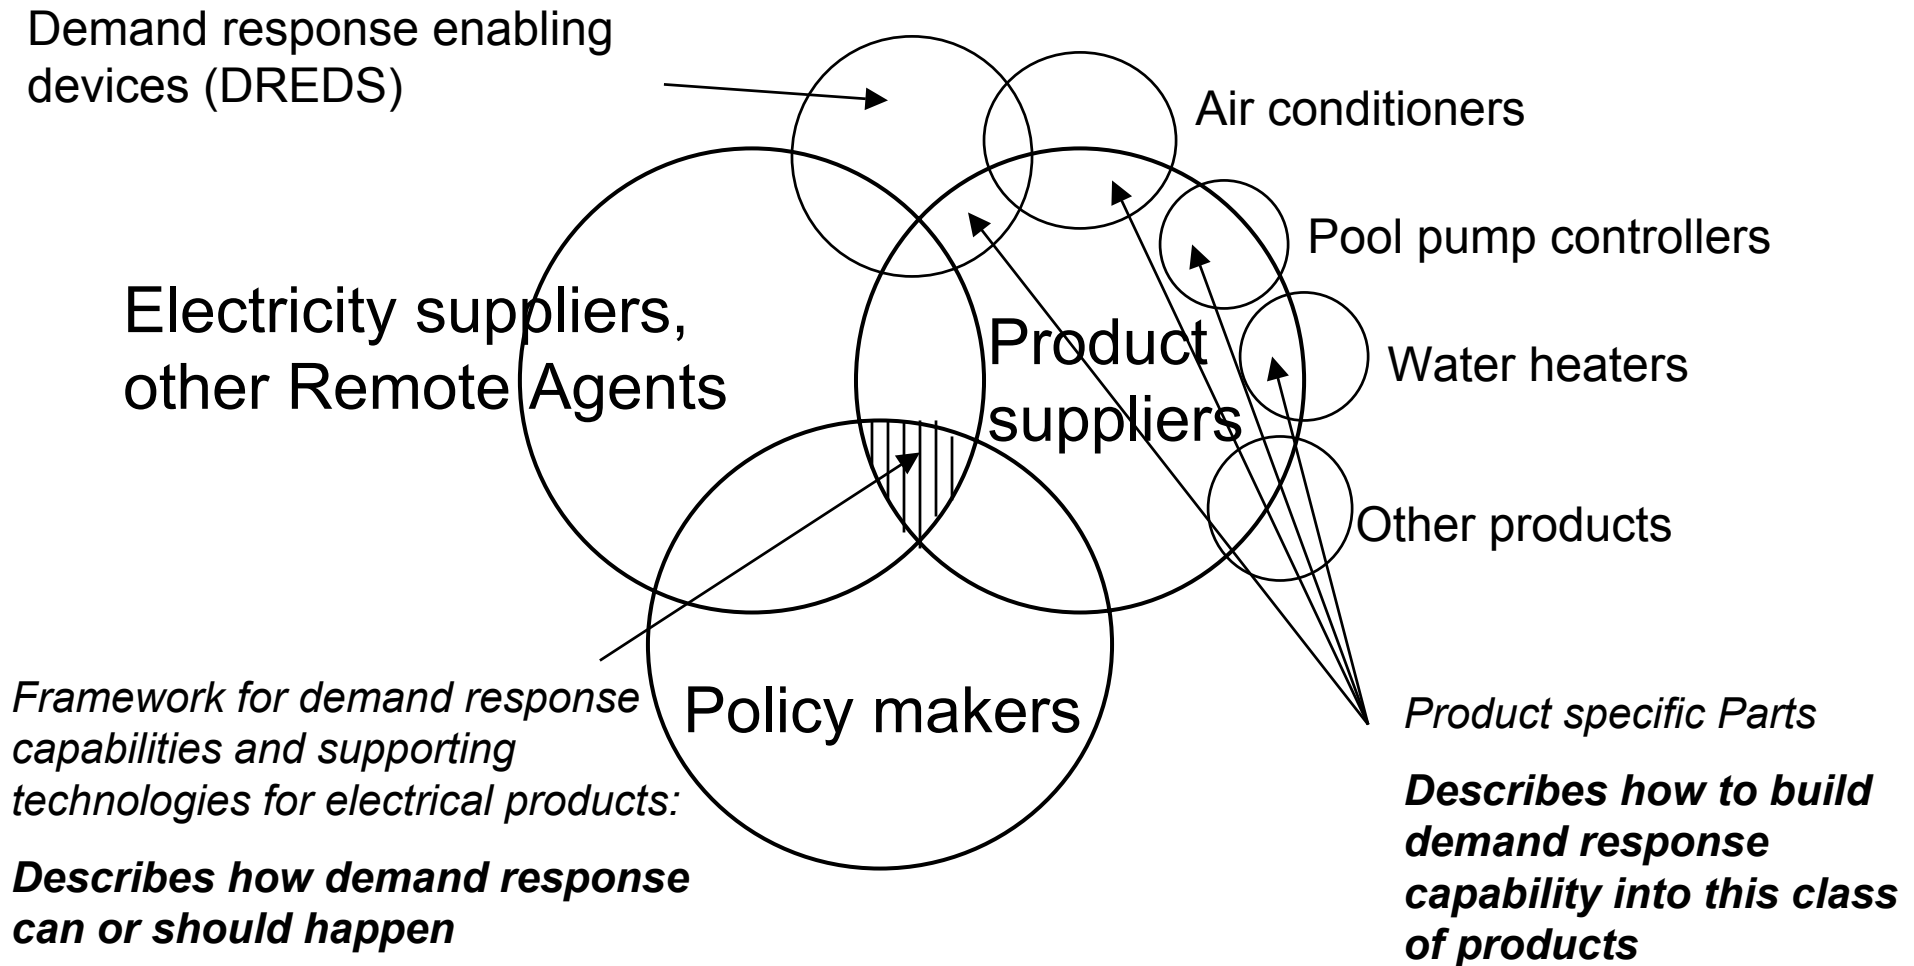 Demand response enabling
devices (DREDS)
Air conditioners
Pool pump controllers
Electricity suppliers,
other Remote Agents
Product
suppliers
Water heaters
Other products
Policy makers
Framework for demand response
capabilities and supporting
technologies for electrical products:
Describes how demand response
can or should happen
Product specific Parts
Describes how to build
demand response
capability into this class
of products